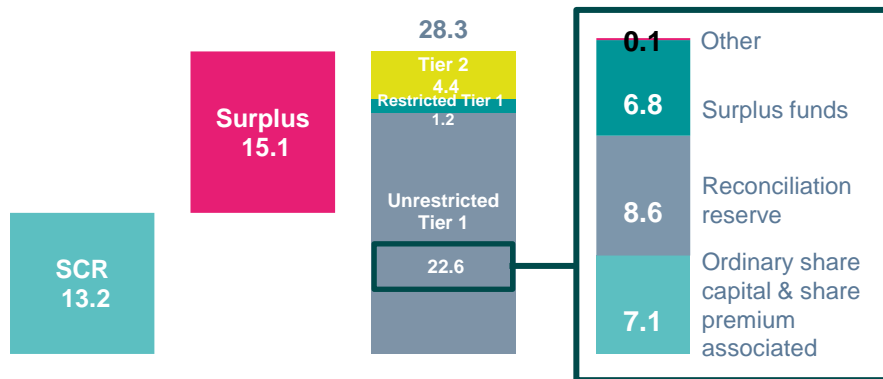 28.3
Tier 2
4.4
Restricted Tier 1
1.2
Surplus
15.1
Unrestricted
Tier 1
22.6
SCR
13.2
0.1
Other
6.8
Surplus funds
8.6
Reconciliation
reserve
7.1
Ordinary share
capital & share
premium
associated